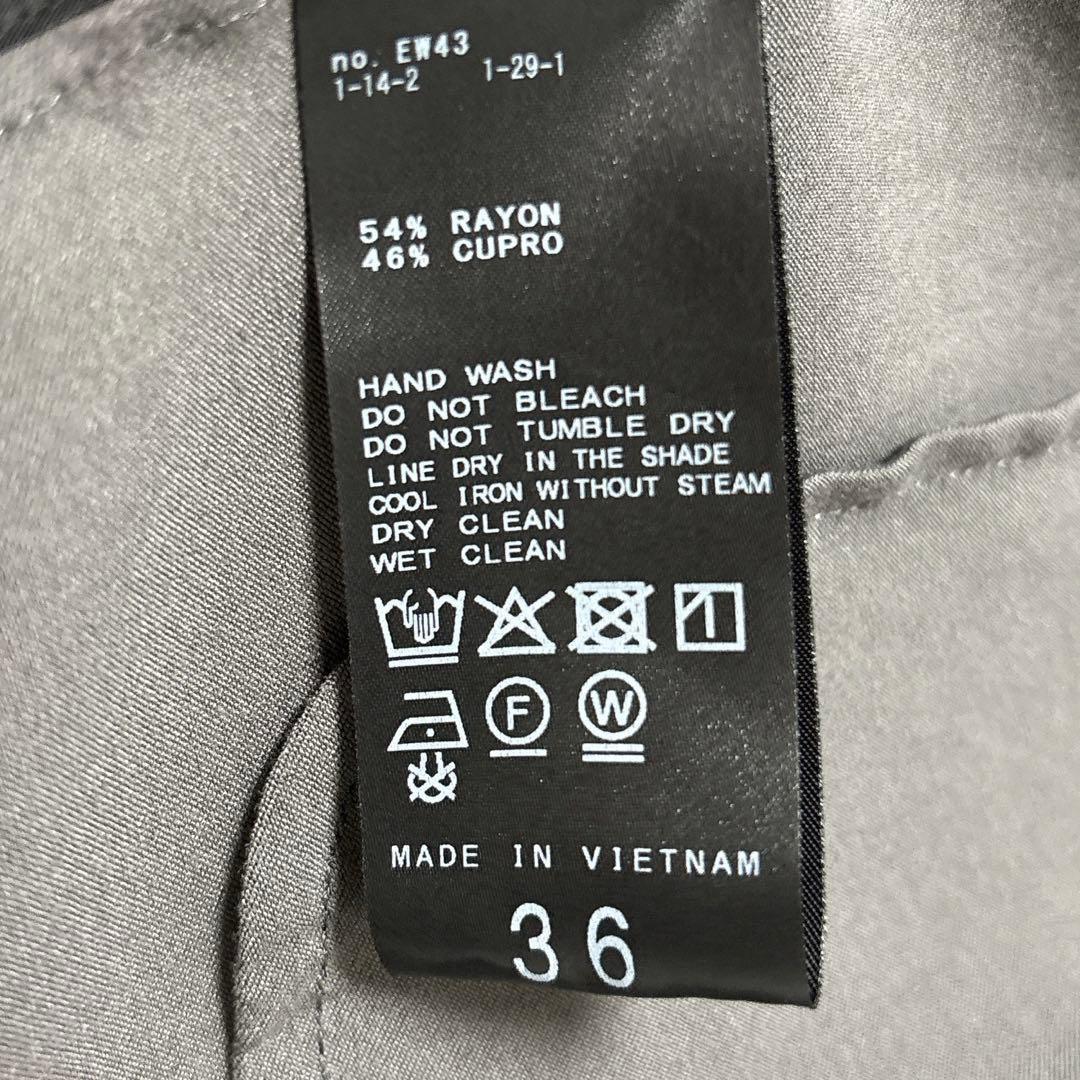 no. EW43
1-14-2 1-29-1
54% RAYON
46% CUPRO
HAND WASH
DO NOT BLEACH
DO NOT TUMBLE DRY
LINE DRY IN THE SHADE
COOL IRON WITHOUT STEAM
DRY CLEAN
WET CLEAN
F W
MADE IN VIETNAM
36